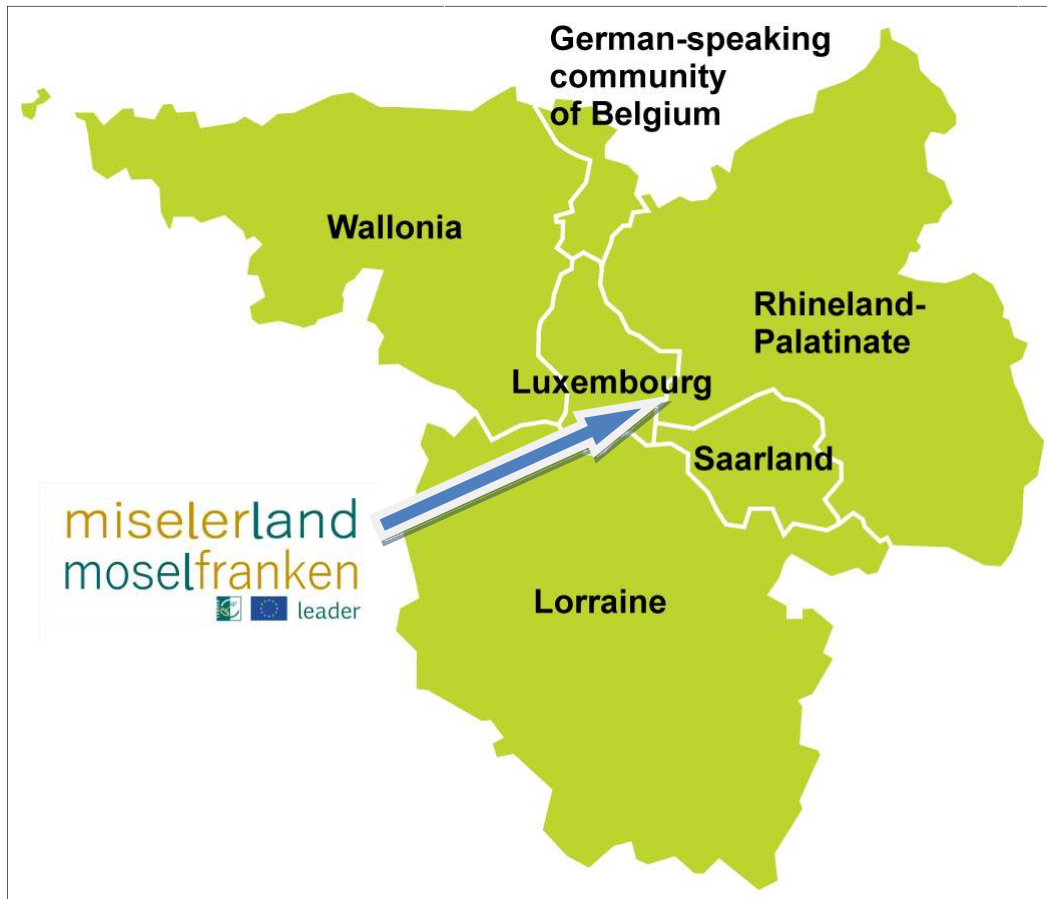 German-speaking
community
of Belgium
Wallonia
Rhineland-
Palatinate
Luxembourg
Saarland
miselerland
moselfranken
leader
Lorraine